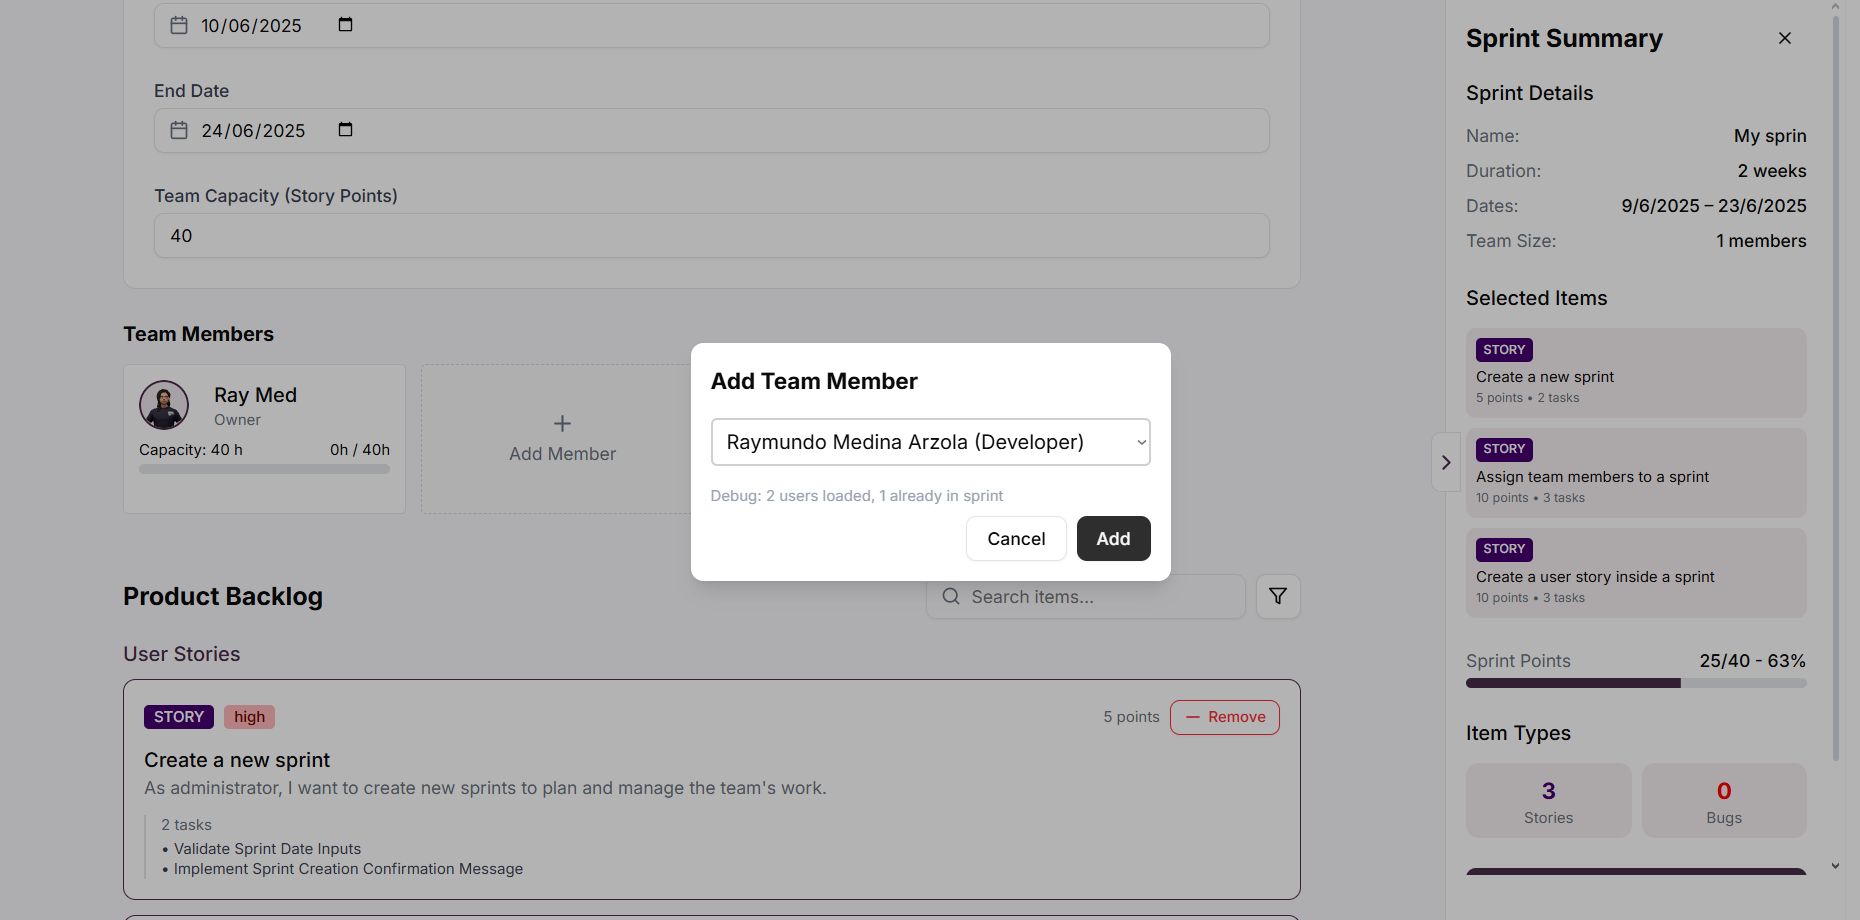 10/06/2025
End Date
24/06/2025
Team Capacity (Story Points)
40
Team Members
Ray Med
Owner
Capacity: 40 h 0h / 40h
Add Member
Add Team Member
Raymundo Medina Arzola (Developer)
Debug: 2 users loaded, 1 already in sprint
Cancel Add
Product Backlog
Search items...
User Stories
STORY high 5 points Remove
Create a new sprint
As administrator, I want to create new sprints to plan and manage the team's work.
2 tasks
• Validate Sprint Date Inputs
• Implement Sprint Creation Confirmation Message
Sprint Summary
Sprint Details
Name: My sprin
Duration: 2 weeks
Dates: 9/6/2025 – 23/6/2025
Team Size: 1 members
Selected Items
STORY
Create a new sprint
5 points • 2 tasks
STORY
Assign team members to a sprint
10 points • 3 tasks
STORY
Create a user story inside a sprint
10 points • 3 tasks
Sprint Points 25/40 - 63%
Item Types
3 0
Stories Bugs